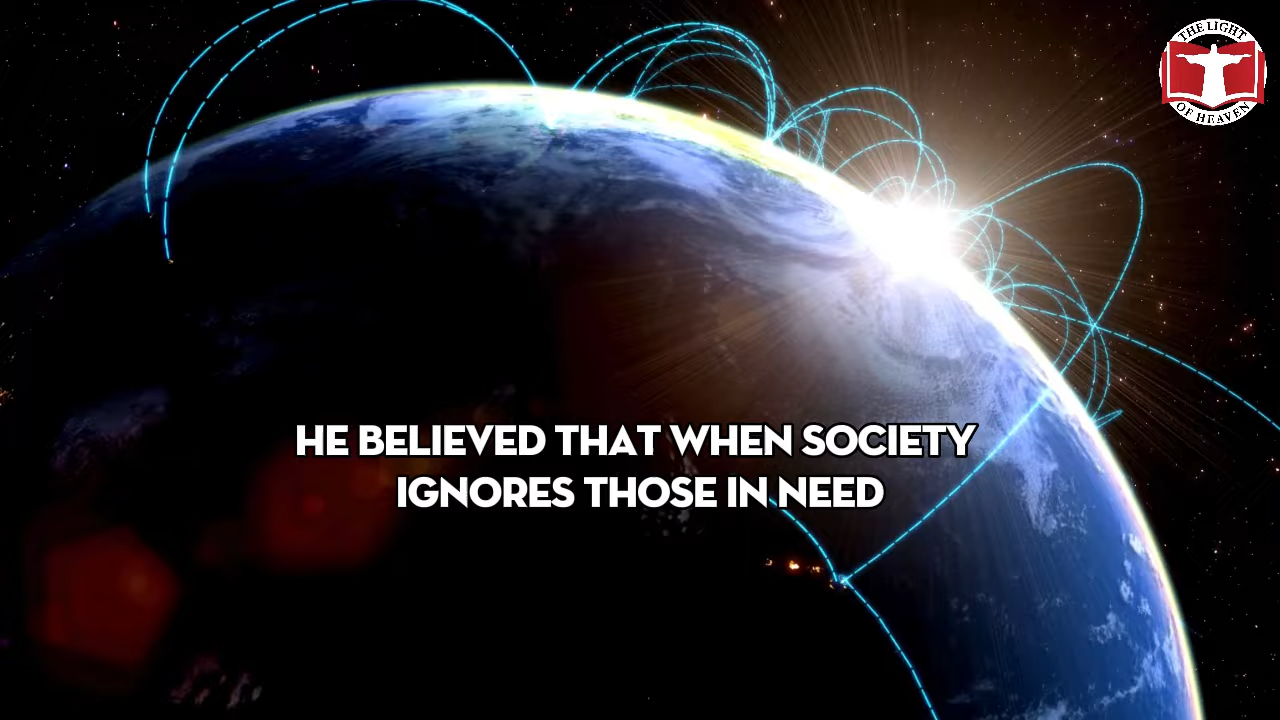 THE LIGHT
OF HEAVEN
HE BELIEVED THAT WHEN SOCIETY
IGNORES THOSE IN NEED